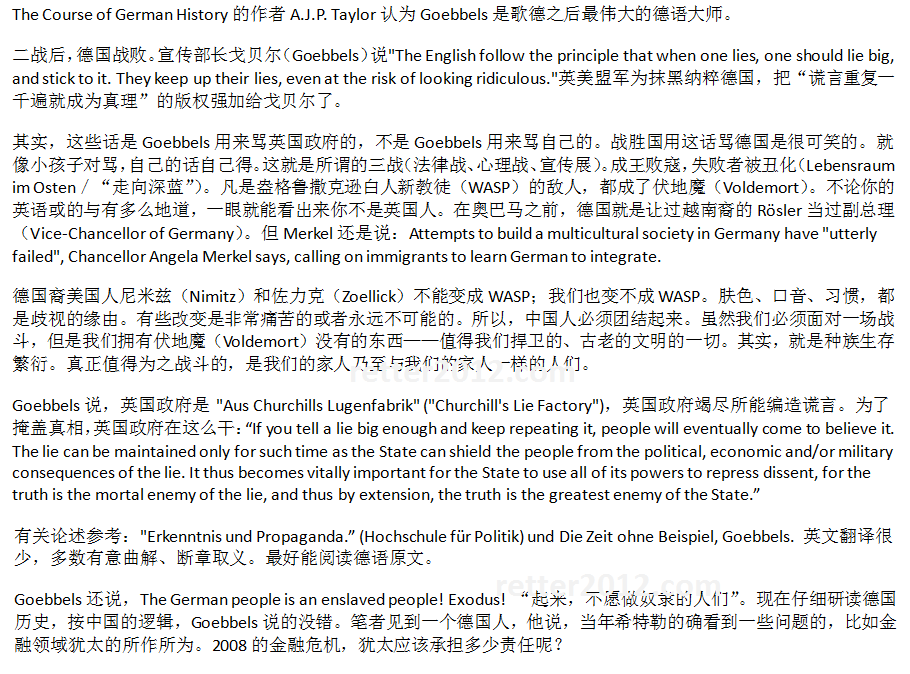 The Course of German History 的作者 A.J.P. Taylor 认为 Goebbels 是歌德之后最伟大的德语大师。
二战后，德国战败。宣传部长戈贝尔（Goebbels）说"The English follow the principle that when one lies, one should lie big,
and stick to it. They keep up their lies, even at the risk of looking ridiculous."英美盟军为抹黑纳粹德国，把“谎言重复一
千遍就成为真理”的版权强加给戈贝尔了。
其实，这些话是 Goebbels 用来骂英国政府的，不是 Goebbels 用来骂自己的。战胜国用这话骂德国是很可笑的。就
像小孩子对骂，自己的话自己得。这就是所谓的三战（法律战、心理战、宣传展）。成王败寇，失败者被丑化（Lebensraum
im Osten / “走向深蓝”）。凡是盎格鲁撒克逊白人新教徒（WASP）的敌人，都成了伏地魔（Voldemort）。不论你的
英语或的与有多么地道，一眼就能看出来你不是英国人。在奥巴马之前，德国就是让过越南裔的 Rösler 当过副总理
（Vice-Chancellor of Germany）。但 Merkel 还是说：Attempts to build a multicultural society in Germany have "utterly
failed", Chancellor Angela Merkel says, calling on immigrants to learn German to integrate.
德国裔美国人尼米兹（Nimitz）和佐力克（Zoellick）不能变成 WASP；我们也变不成 WASP。肤色、口音、习惯，都
是歧视的缘由。有些改变是非常痛苦的或者永远不可能的。所以，中国人必须团结起来。虽然我们必须面对一场战
斗，但是我们拥有伏地魔（Voldemort）没有的东西——值得我们捍卫的、古老的文明的一切。其实，就是种族生存
繁衍。真正值得为之战斗的，是我们的家人乃至与我们的家人一样的人们。
retter2012.com
Goebbels 说，英国政府是 "Aus Churchills Lugenfabrik" ("Churchill's Lie Factory")，英国政府竭尽所能编造谎言。为了
掩盖真相，英国政府在这么干：“If you tell a lie big enough and keep repeating it, people will eventually come to believe it.
The lie can be maintained only for such time as the State can shield the people from the political, economic and/or military
consequences of the lie. It thus becomes vitally important for the State to use all of its powers to repress dissent, for the
truth is the mortal enemy of the lie, and thus by extension, the truth is the greatest enemy of the State.”
有关论述参考："Erkenntnis und Propaganda.” (Hochschule für Politik) und Die Zeit ohne Beispiel, Goebbels. 英文翻译很
少，多数有意曲解、断章取义。最好能阅读德语原文。
retter2012.com
Goebbels 还说，The German people is an enslaved people! Exodus! “起来，不愿做奴隶的人们”。现在仔细研读德国
历史，按中国的逻辑，Goebbels 说的没错。笔者见到一个德国人，他说，当年希特勒的确看到一些问题的，比如金
融领域犹太的所作所为。2008 的金融危机，犹太应该承担多少责任呢？